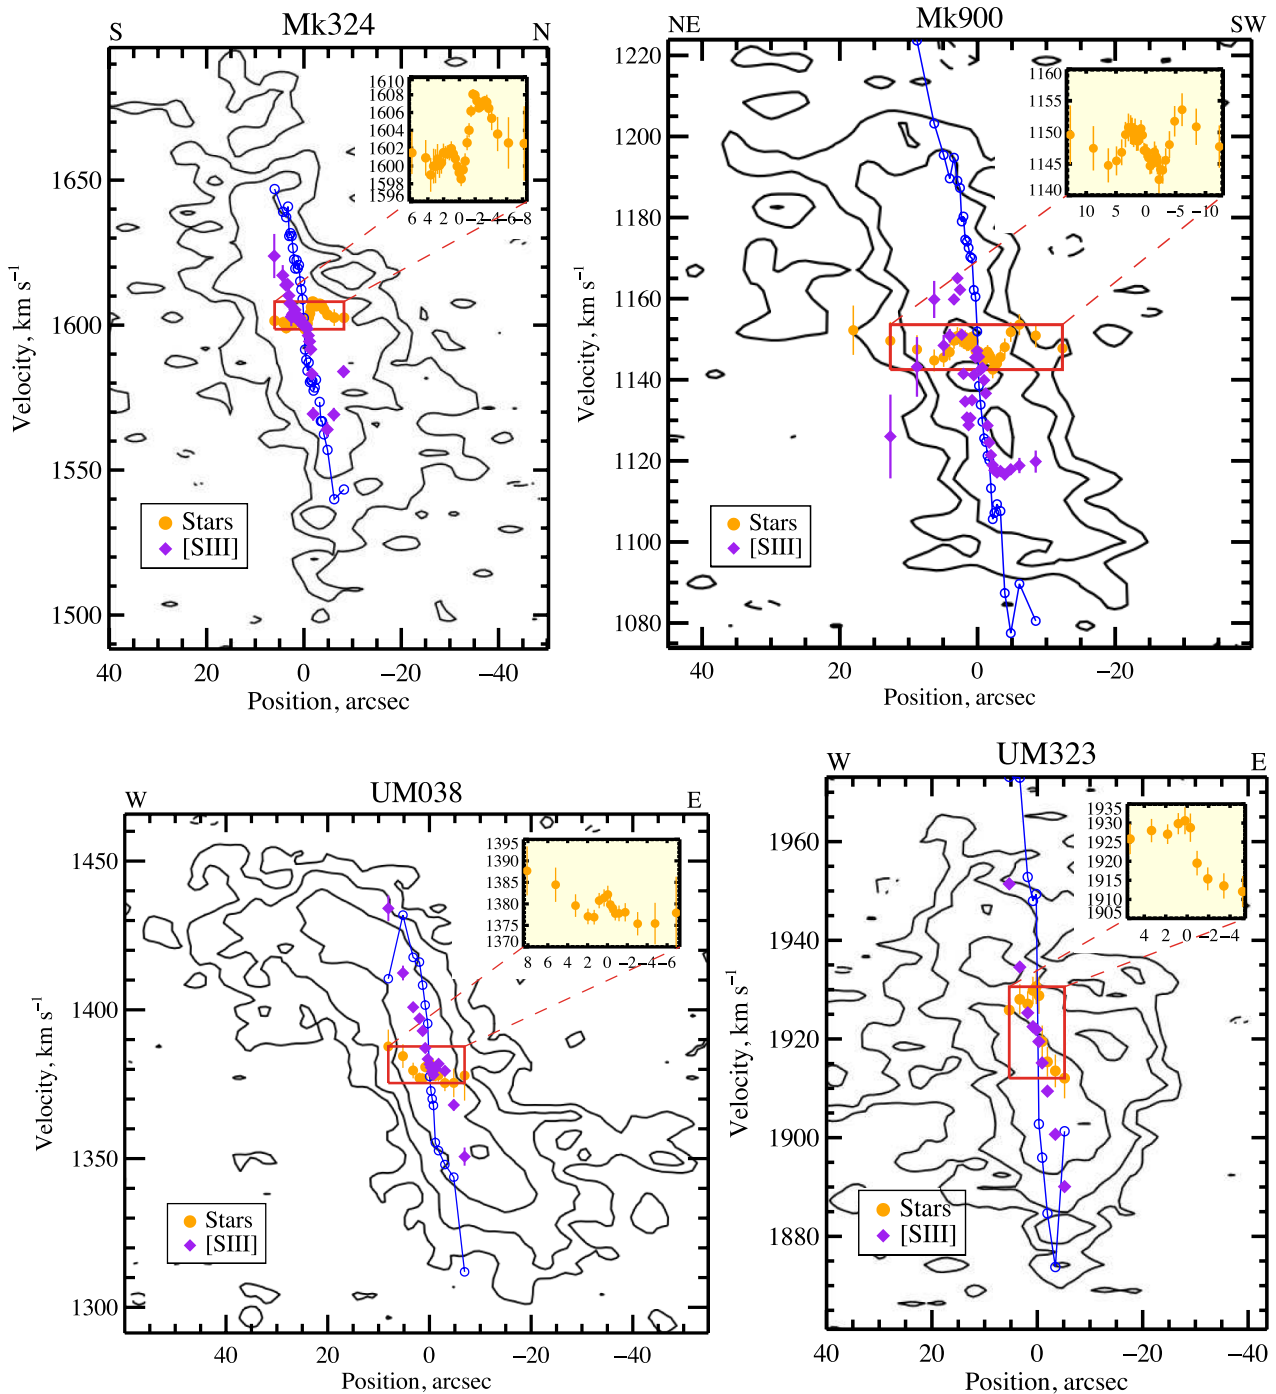 S Mk324 N
1650
1600
1550
1500
Velocity, km s⁻¹
1610
1608
1606
1604
1602
1600
1598
1596
6 4 2 0 −2 −4 −6 −8
Stars
[SIII]
40 20 0 −20 −40
Position, arcsec
NE Mk900 SW
1220
1200
1180
1160
1140
1120
1100
1080
Velocity, km s⁻¹
1160
1155
1150
1145
1140
10 5 0 −5 −10
Stars
[SIII]
40 20 0 −20
Position, arcsec
W UM038 E
1450
1400
1350
1300
Velocity, km s⁻¹
1395
1390
1385
1380
1375
1370
8 6 4 2 0 −2 −4 −6
Stars
[SIII]
20 0 −20 −40
Position, arcsec
W UM323 E
1960
1940
1920
1900
1880
Velocity, km s⁻¹
1935
1930
1920
1915
1910
1905
4 2 0 −2 −4
Stars
[SIII]
40 20 0 −20 −40
Position, arcsec